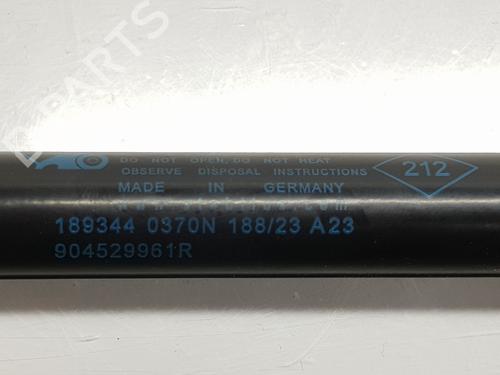 PARTS
DO NOT OPEN, DO NOT HEAT
OBSERVE DISPOSAL INSTRUCTIONS
MADE IN GERMANY
212
189344 0370N 188/23 A23
904529961R